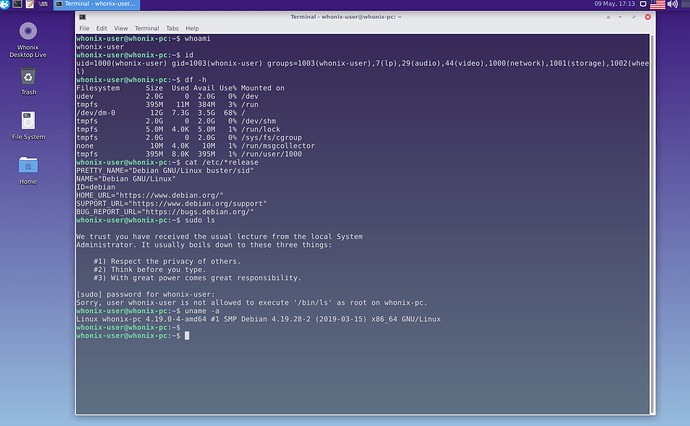 Terminal - whonix-user...
09 May, 17:13
Whonix
Desktop Live
Trash
File System
Home
Terminal - whonix-user@whonix-pc: ~
File Edit View Terminal Tabs Help
whonix-user@whonix-pc:~$ whoami
whonix-user
whonix-user@whonix-pc:~$ id
uid=1000(whonix-user) gid=1003(whonix-user) groups=1003(whonix-user),7(lp),29(audio),44(video),1000(network),1001(storage),1002(whee
l)
whonix-user@whonix-pc:~$ df -h
Filesystem Size Used Avail Use% Mounted on
udev 2.0G 0 2.0G 0% /dev
tmpfs 395M 11M 384M 3% /run
/dev/dm-0 12G 7.3G 3.5G 68% /
tmpfs 2.0G 0 2.0G 0% /dev/shm
tmpfs 5.0M 4.0K 5.0M 1% /run/lock
tmpfs 2.0G 0 2.0G 0% /sys/fs/cgroup
none 10M 4.0K 10M 1% /run/msgcollector
tmpfs 395M 8.0K 395M 1% /run/user/1000
whonix-user@whonix-pc:~$ cat /etc/*release
PRETTY_NAME="Debian GNU/Linux buster/sid"
NAME="Debian GNU/Linux"
ID=debian
HOME_URL="https://www.debian.org/"
SUPPORT_URL="https://www.debian.org/support"
BUG_REPORT_URL="https://bugs.debian.org/"
whonix-user@whonix-pc:~$ sudo ls
We trust you have received the usual lecture from the local System
Administrator. It usually boils down to these three things:
#1) Respect the privacy of others.
#2) Think before you type.
#3) With great power comes great responsibility.
[sudo] password for whonix-user:
Sorry, user whonix-user is not allowed to execute '/bin/ls' as root on whonix-pc.
whonix-user@whonix-pc:~$ uname -a
Linux whonix-pc 4.19.0-4-amd64 #1 SMP Debian 4.19.28-2 (2019-03-15) x86_64 GNU/Linux
whonix-user@whonix-pc:~$
whonix-user@whonix-pc:~$